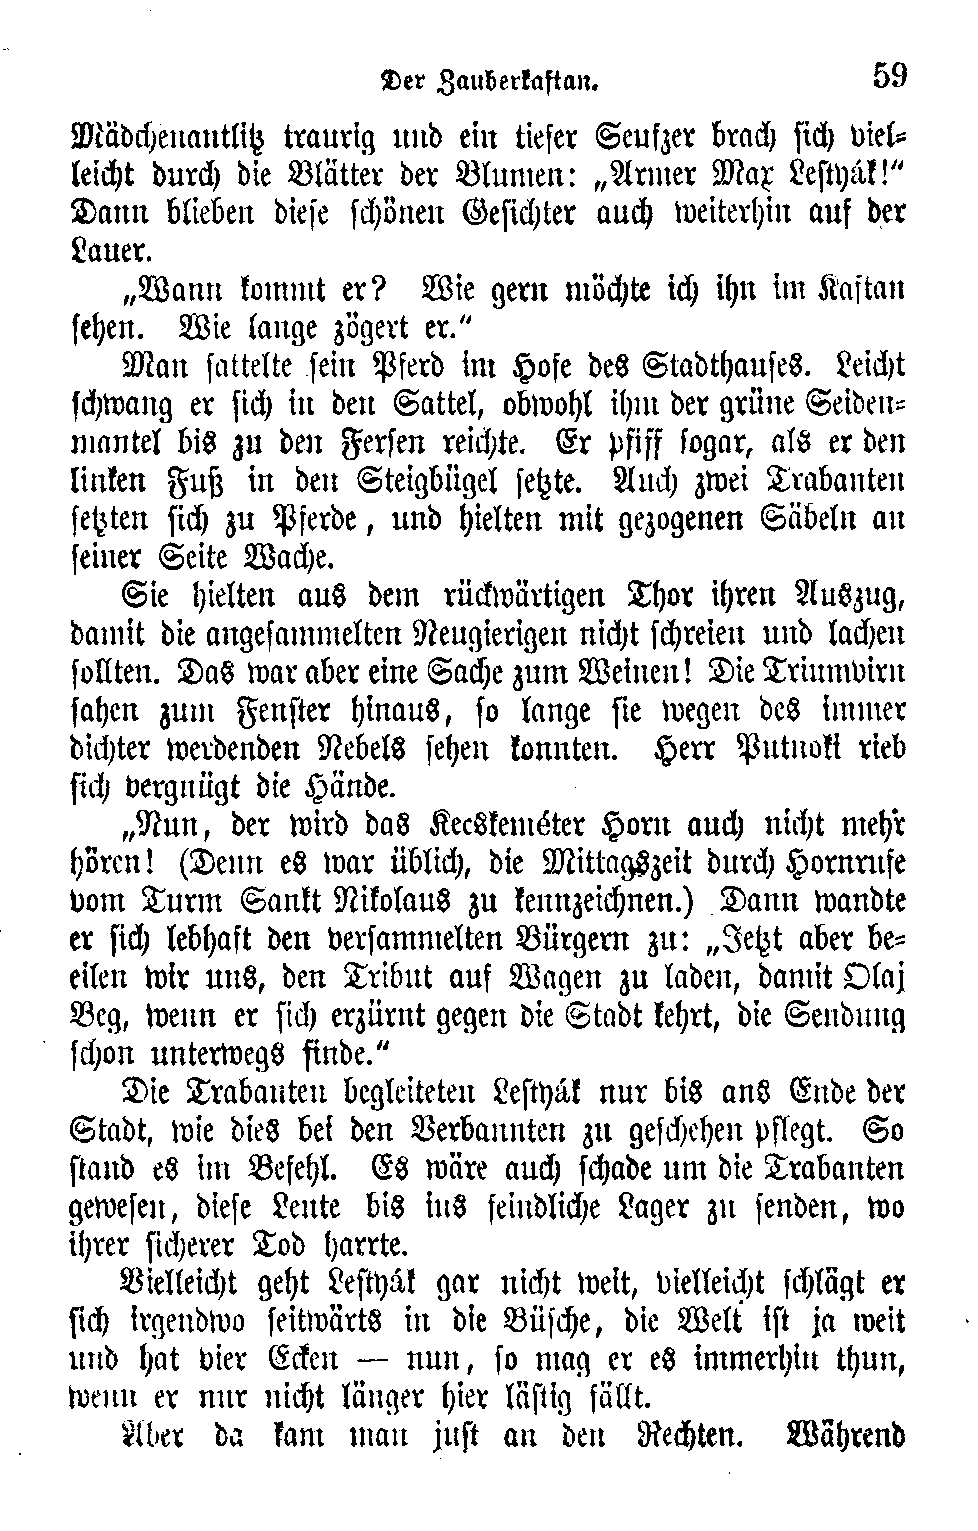 Der Zauberkaftan. 59
Mädchenantlitz traurig und ein tiefer Seufzer brach sich viel-
leicht durch die Blätter der Blumen: „Armer Max Lestyák!“
Dann blieben diese schönen Gesichter auch weiterhin auf der
Lauer.
„Wann kommt er? Wie gern möchte ich ihn im Kaftan
sehen. Wie lange zögert er.“
Man sattelte sein Pferd im Hofe des Stadthauses. Leicht
schwang er sich in den Sattel, obwohl ihm der grüne Seiden-
mantel bis zu den Fersen reichte. Er pfiff sogar, als er den
linken Fuß in den Steigbügel setzte. Auch zwei Trabanten
setzten sich zu Pferde, und hielten mit gezogenen Säbeln an
seiner Seite Wache.
Sie hielten aus dem rückwärtigen Thor ihren Auszug,
damit die angesammelten Neugierigen nicht schreien und lachen
sollten. Das war aber eine Sache zum Weinen! Die Triumvirn
sahen zum Fenster hinaus, so lange sie wegen des immer
dichter werdenden Nebels sehen konnten. Herr Putnoki rieb
sich vergnügt die Hände.
„Nun, der wird das Kecskeméter Horn auch nicht mehr
hören! (Denn es war üblich, die Mittagszeit durch Hornrufe
vom Turm Sankt Nikolaus zu kennzeichnen.) Dann wandte
er sich lebhaft den versammelten Bürgern zu: „Jetzt aber be-
eilen wir uns, den Tribut auf Wagen zu laden, damit Olaj
Beg, wenn er sich erzürnt gegen die Stadt kehrt, die Sendung
schon unterwegs finde.“
Die Trabanten begleiteten Lestyák nur bis ans Ende der
Stadt, wie dies bei den Verbannten zu geschehen pflegt. So
stand es im Befehl. Es wäre auch schade um die Trabanten
gewesen, diese Leute bis ins feindliche Lager zu senden, wo
ihrer sicherer Tod harrte.
Vielleicht geht Lestyák gar nicht weit, vielleicht schlägt er
sich irgendwo seitwärts in die Büsche, die Welt ist ja weit
und hat vier Ecken — nun, so mag er es immerhin thun,
wenn er nur nicht länger hier lästig fällt.
Aber da kam man just an den Rechten. Während